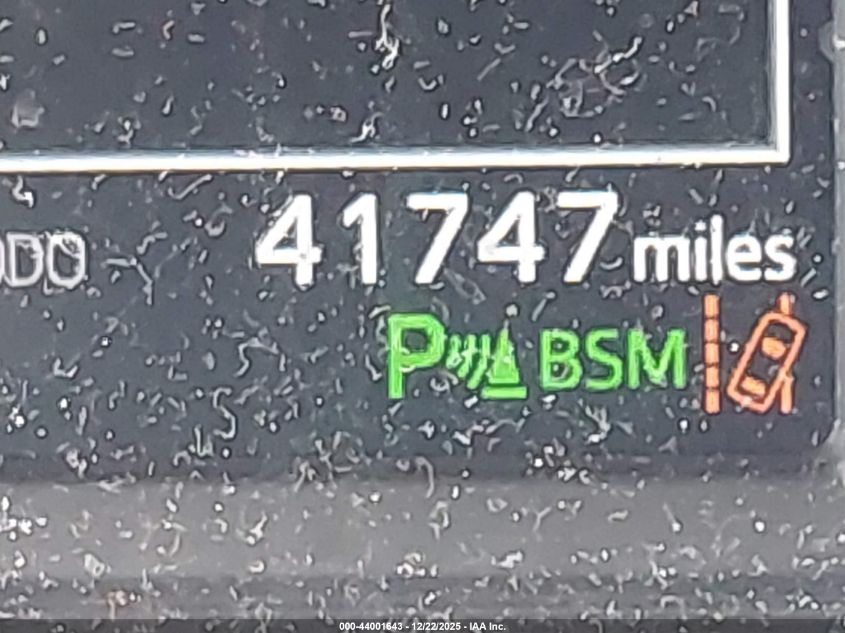 ODO 41747 miles
P BSM
000-44001643 - 12/22/2025 - IAA Inc.